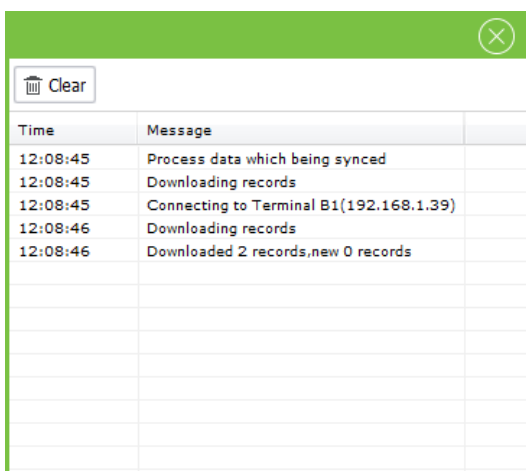 Clear
Time Message
12:08:45 Process data which being synced
12:08:45 Downloading records
12:08:45 Connecting to Terminal B1(192.168.1.39)
12:08:46 Downloading records
12:08:46 Downloaded 2 records,new 0 records